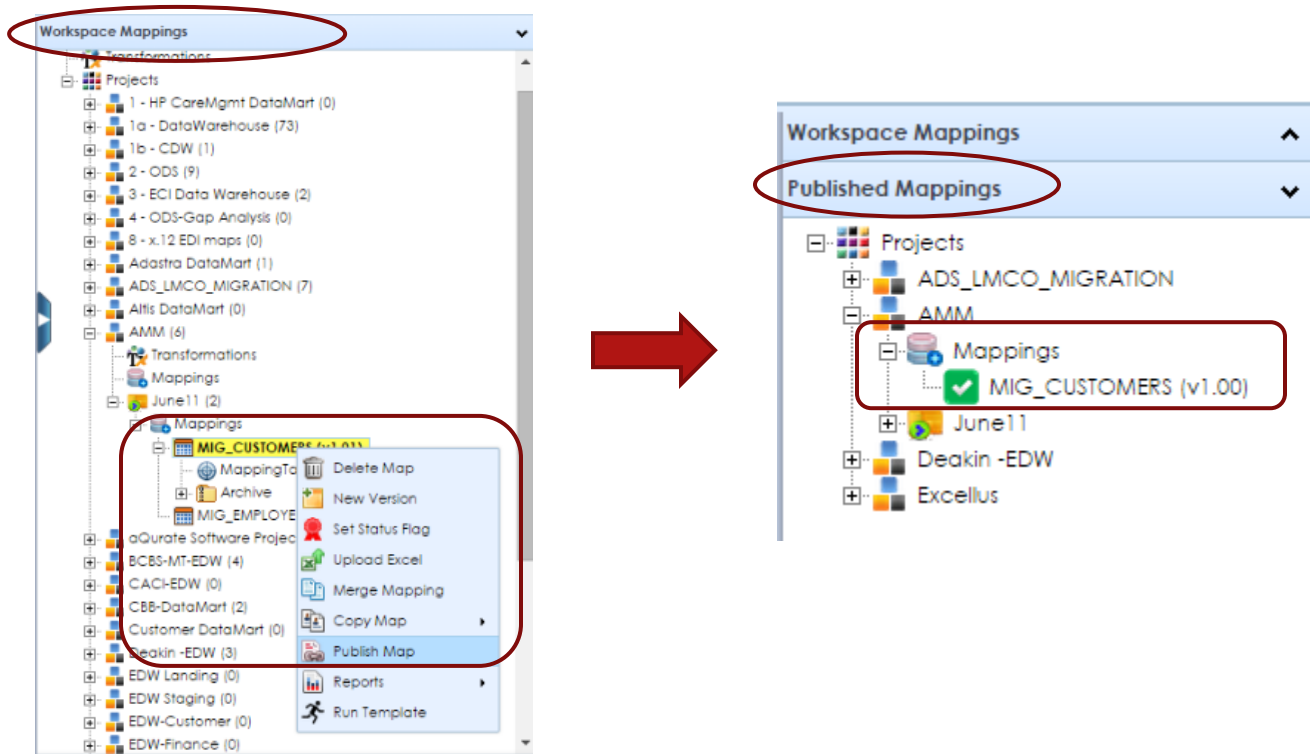 Workspace Mappings
Transformations
Projects
1 - HP CareMgmt DataMart (0)
1a - DataWarehouse (73)
1b - CDW (1)
2 - ODS (9)
3 - ECI Data Warehouse (2)
4 - ODS-Gap Analysis (0)
8 - x.12 EDI maps (0)
Adastra DataMart (1)
ADS_LMCO_MIGRATION (7)
Altis DataMart (0)
AMM (6)
Transformations
Mappings
June11 (2)
Mappings
MIG_CUSTOMERS (v1.01)
MappingTo
Archive
MIG_EMPLOYE
aQurate Software Projec
BCBS-MT-EDW (4)
CACI-EDW (0)
CBB-DataMart (2)
Customer DataMart (0)
Deakin -EDW (3)
EDW Landing (0)
EDW Staging (0)
EDW-Customer (0)
EDW-Finance (0)
Delete Map
New Version
Set Status Flag
Upload Excel
Merge Mapping
Copy Map
Publish Map
Reports
Run Template
Workspace Mappings
Published Mappings
Projects
ADS_LMCO_MIGRATION
AMM
Mappings
MIG_CUSTOMERS (v1.00)
June11
Deakin -EDW
Excellus